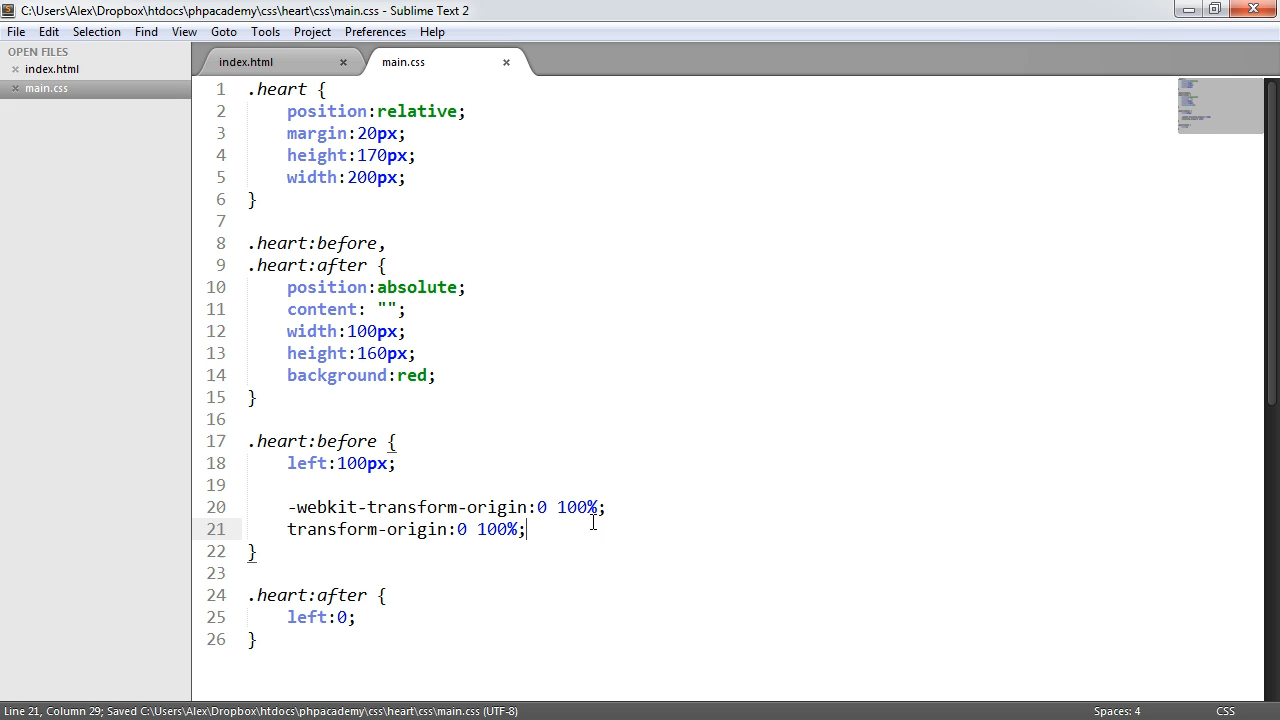 C:\Users\Alex\Dropbox\htdocs\phpacademy\css\heart\css\main.css - Sublime Text 2
File Edit Selection Find View Goto Tools Project Preferences Help
OPEN FILES
index.html
main.css
index.html main.css
1 .heart {
2 position:relative;
3 margin:20px;
4 height:170px;
5 width:200px;
6 }
7
8 .heart:before,
9 .heart:after {
10 position:absolute;
11 content: "";
12 width:100px;
13 height:160px;
14 background:red;
15 }
16
17 .heart:before {
18 left:100px;
19
20 -webkit-transform-origin:0 100%;
21 transform-origin:0 100%;
22 }
23
24 .heart:after {
25 left:0;
26 }
Line 21, Column 29; Saved C:\Users\Alex\Dropbox\htdocs\phpacademy\css\heart\css\main.css (UTF-8) Spaces: 4 CSS